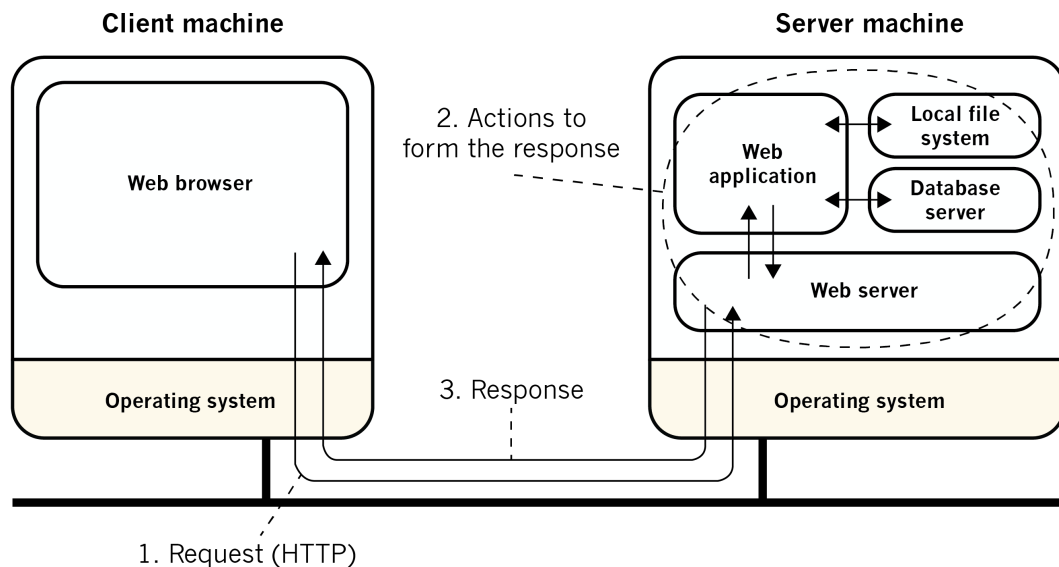 Client machine
Server machine
Web browser
2. Actions to
form the response
Web
application
Local file
system
Database
server
Web server
Operating system
3. Response
Operating system
1. Request (HTTP)